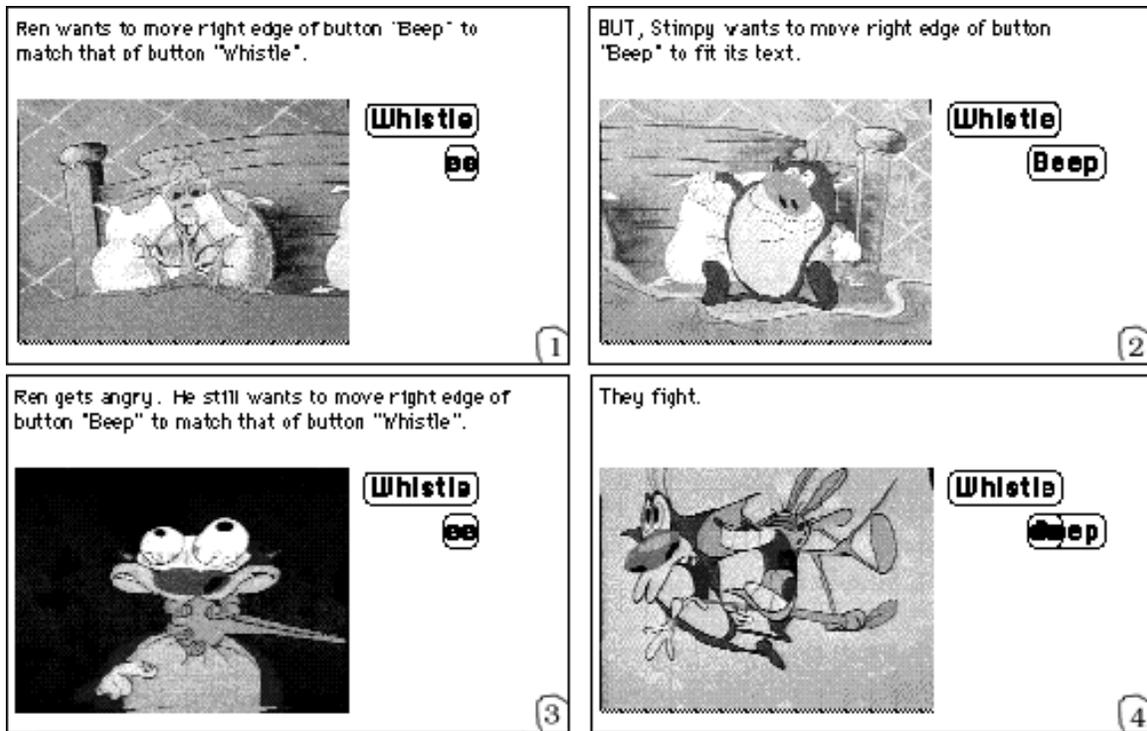 Ren wants to move right edge of button "Beep" to
match that of button "Whistle".
Whistle
ee
1
BUT, Stimpy wants to move right edge of button
"Beep" to fit its text.
Whistle
Beep
2
Ren gets angry. He still wants to move right edge of
button "Beep" to match that of button "Whistle".
Whistle
ee
3
They fight.
Whistle
eep
4